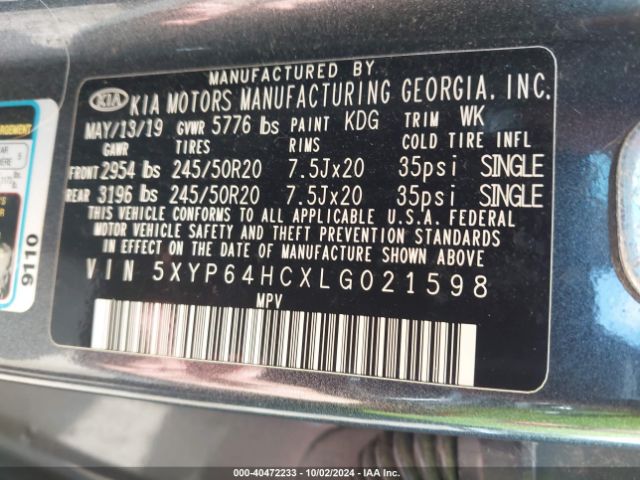 MANUFACTURED BY
KIA KIA MOTORS MANUFACTURING GEORGIA, INC.
MAY/13/19 GVWR 5776 lbs PAINT KDG TRIM WK
GAWR TIRES RIMS COLD TIRE INFL
FRONT 2954 lbs 245/50R20 7.5Jx20 35psi SINGLE
REAR 3196 lbs 245/50R20 7.5Jx20 35psi SINGLE
THIS VEHICLE CONFORMS TO ALL APPLICABLE U.S.A. FEDERAL
MOTOR VEHICLE SAFETY AND THEFT PREVENTION STANDARDS
IN EFFECT ON THE DATE OF MANUFACTURE SHOWN ABOVE
VIN 5XYP64HCXLG021598
MPV
9110
00-40472233 - 10/02/2024 - IAA Inc.